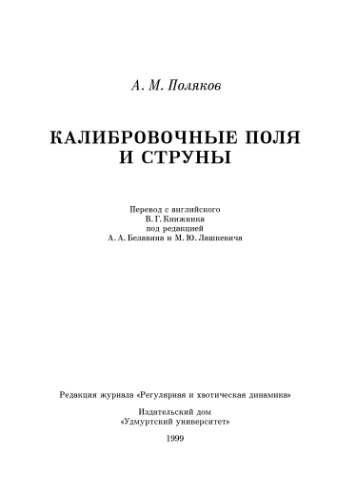 А. М. Поляков
КАЛИБРОВОЧНЫЕ ПОЛЯ
И СТРУНЫ
Перевод с английского
В. Г. Книжника
под редакцией
А. А. Белавина и М. Ю. Лашкевича
Редакция журнала «Регулярная и хаотическая динамика»
Издательский дом
«Удмуртский университет»
1999